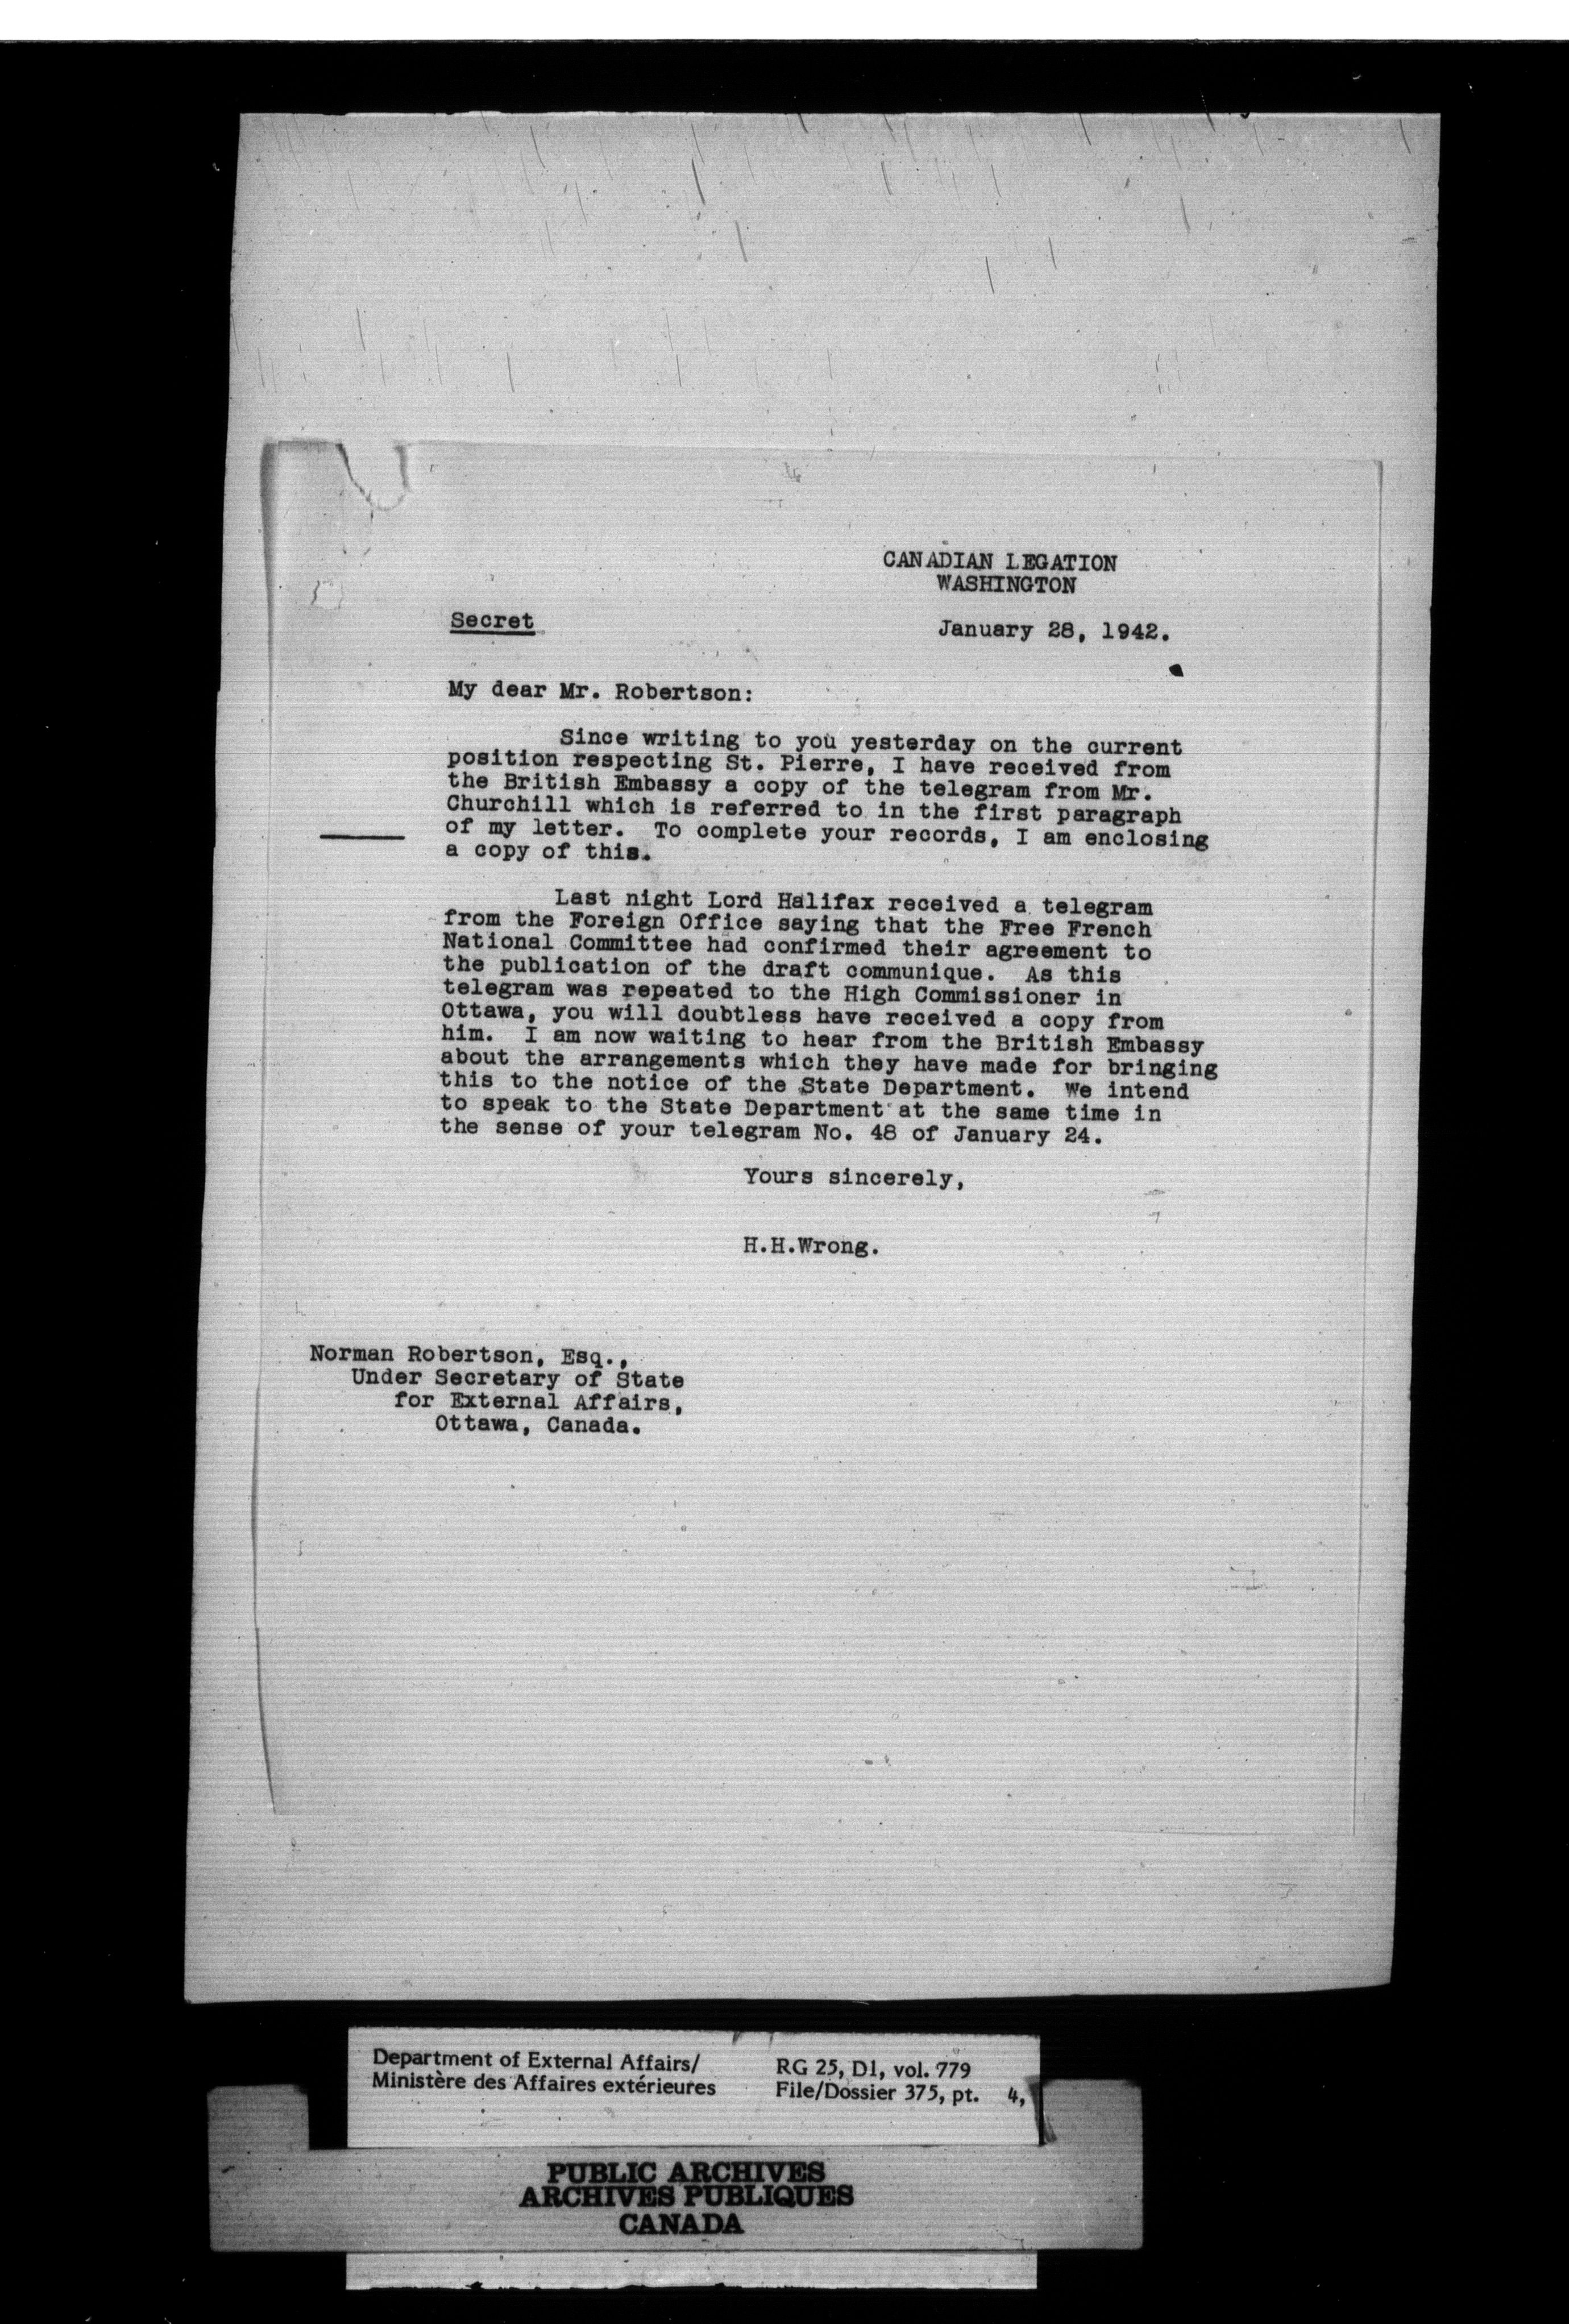 CANADIAN LEGATION
WASHINGTON
Secret
January 28, 1942.
My dear Mr. Robertson:
Since writing to you yesterday on the current
position respecting St. Pierre, I have received from
the British Embassy a copy of the telegram from Mr.
Churchill which is referred to in the first paragraph
of my letter. To complete your records, I am enclosing
a copy of this.
Last night Lord Halifax received a telegram
from the Foreign Office saying that the Free French
National Committee had confirmed their agreement to
the publication of the draft communique. As this
telegram was repeated to the High Commissioner in
Ottawa, you will doubtless have received a copy from
him. I am now waiting to hear from the British Embassy
about the arrangements which they have made for bringing
this to the notice of the State Department. We intend
to speak to the State Department at the same time in
the sense of your telegram No. 48 of January 24.
Yours sincerely,
H.H.Wrong.
Norman Robertson, Esq.,
Under Secretary of State
for External Affairs,
Ottawa, Canada.
Department of External Affairs/
Ministère des Affaires extérieures
RG 25, D1, vol. 779
File/Dossier 375, pt. 4,
PUBLIC ARCHIVES
ARCHIVES PUBLIQUES
CANADA